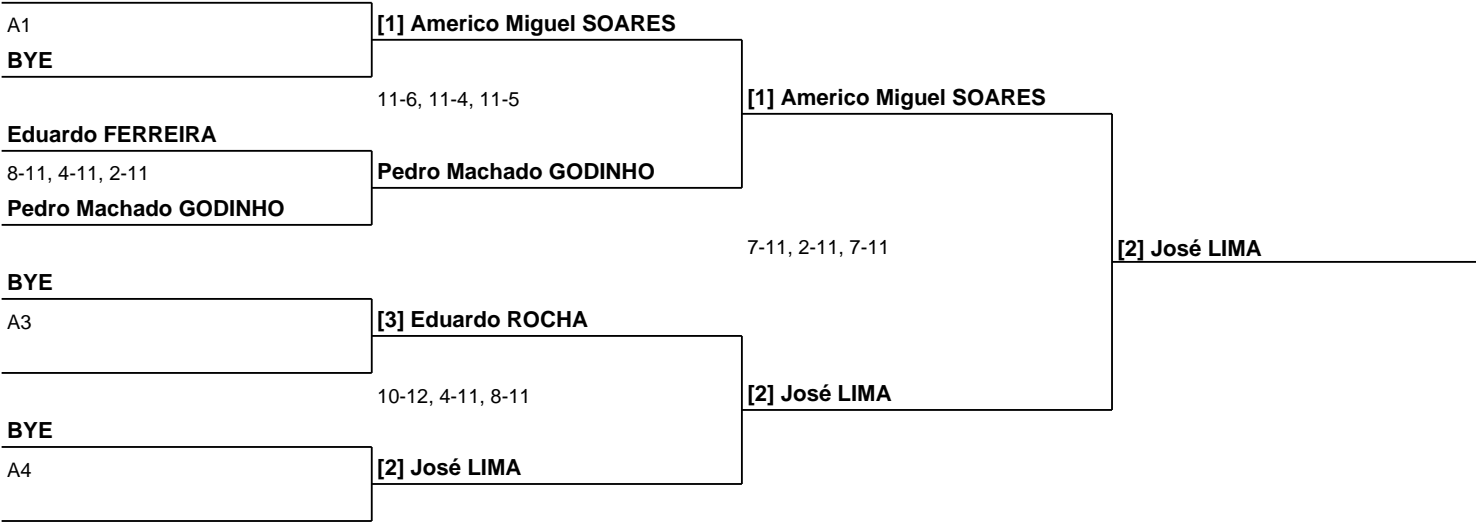 A1
BYE
[1] Americo Miguel SOARES
11-6, 11-4, 11-5
[1] Americo Miguel SOARES
Eduardo FERREIRA
8-11, 4-11, 2-11
Pedro Machado GODINHO
Pedro Machado GODINHO
7-11, 2-11, 7-11
[2] José LIMA
BYE
A3
[3] Eduardo ROCHA
10-12, 4-11, 8-11
[2] José LIMA
BYE
A4
[2] José LIMA